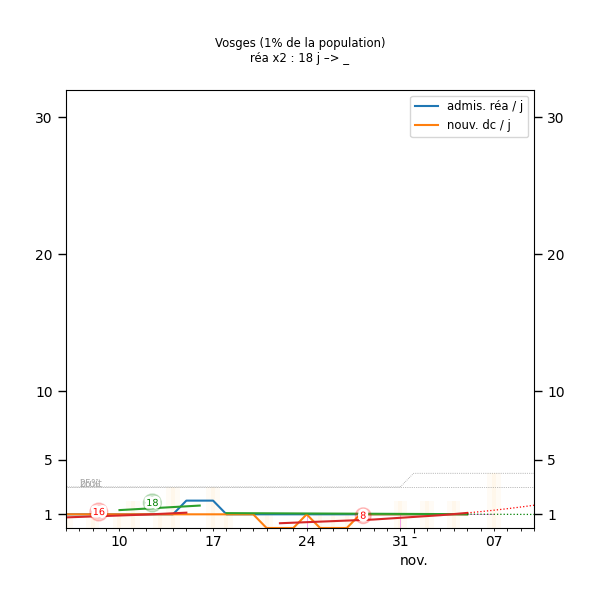 Vosges (1% de la population)
réa x2 : 18 j –> _
admis. réa / j
nouv. dc / j
30 30
20 20
10 10
5 5
1 1
16
18
8
10 17 24 31 07
nov.